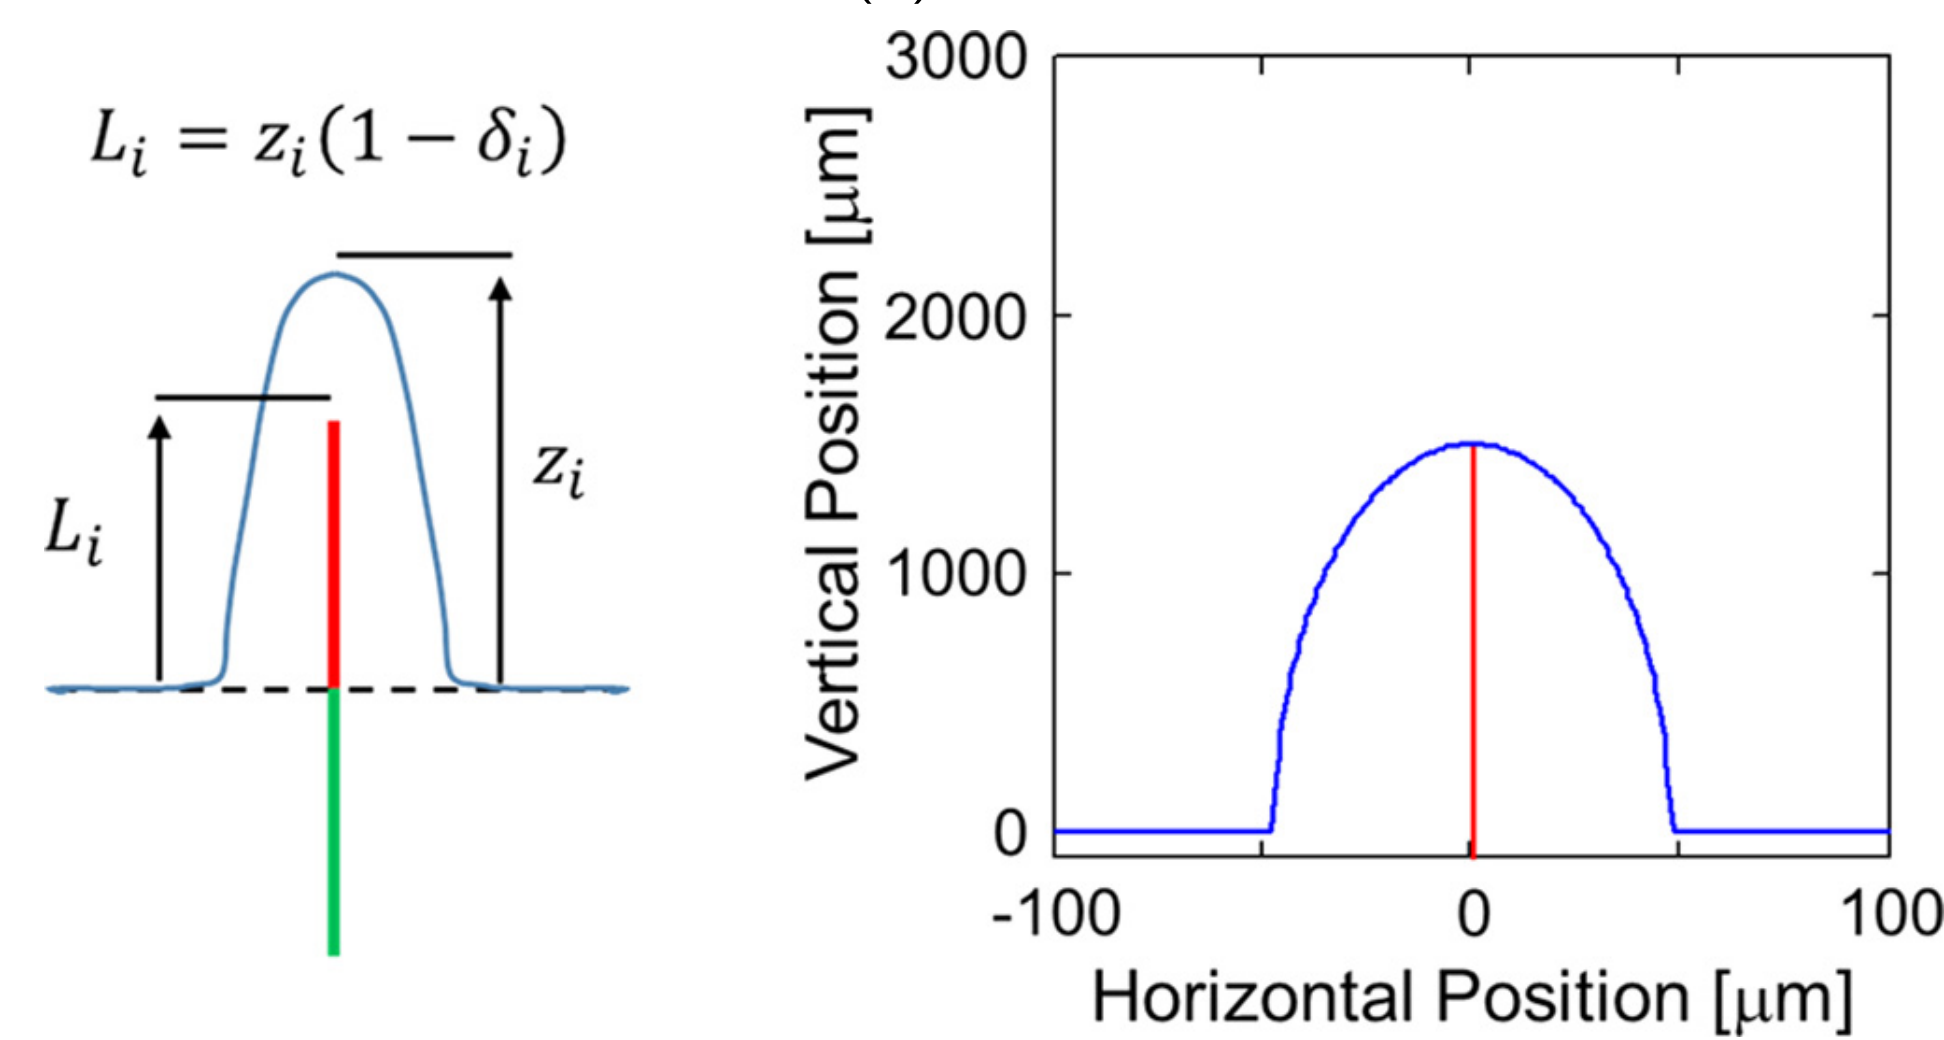 L_i = z_i(1 − δ_i)
L_i
z_i
Vertical Position [μm]
3000
2000
1000
0
-100
0
100
Horizontal Position [μm]